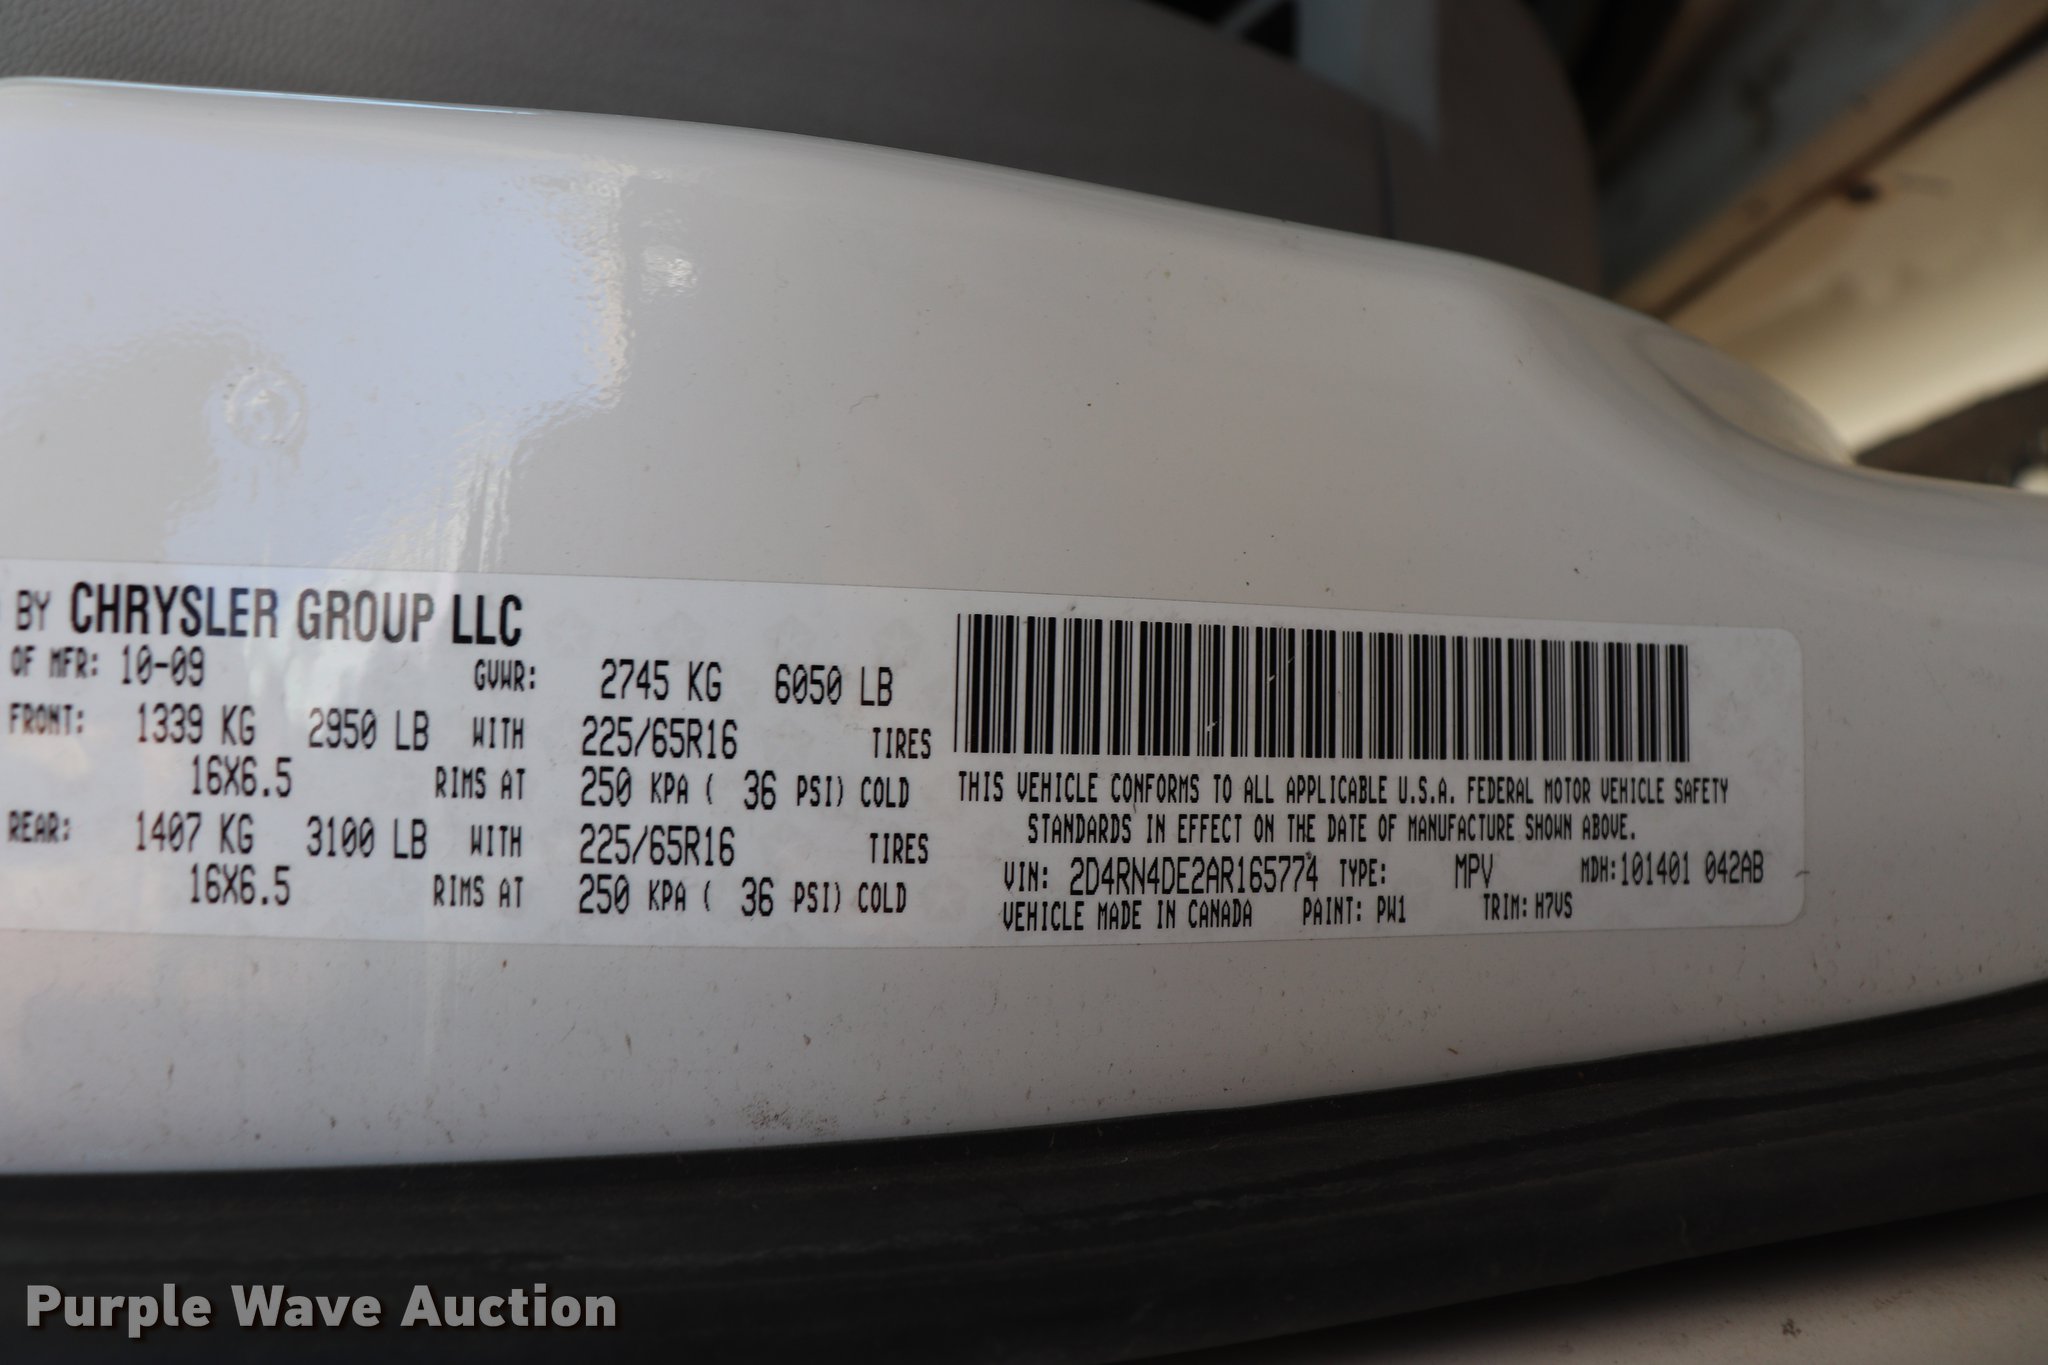 BY CHRYSLER GROUP LLC
OF MFR: 10-09 GVWR: 2745 KG 6050 LB
FRONT: 1339 KG 2950 LB WITH 225/65R16 TIRES
16X6.5 RIMS AT 250 KPA ( 36 PSI) COLD
REAR: 1407 KG 3100 LB WITH 225/65R16 TIRES
16X6.5 RIMS AT 250 KPA ( 36 PSI) COLD
THIS VEHICLE CONFORMS TO ALL APPLICABLE U.S.A. FEDERAL MOTOR VEHICLE SAFETY
STANDARDS IN EFFECT ON THE DATE OF MANUFACTURE SHOWN ABOVE.
VIN: 2D4RN4DE2AR165774 TYPE: MPV MDH:101401 042AB
VEHICLE MADE IN CANADA PAINT: PW1 TRIM: H7VS
Purple Wave Auction